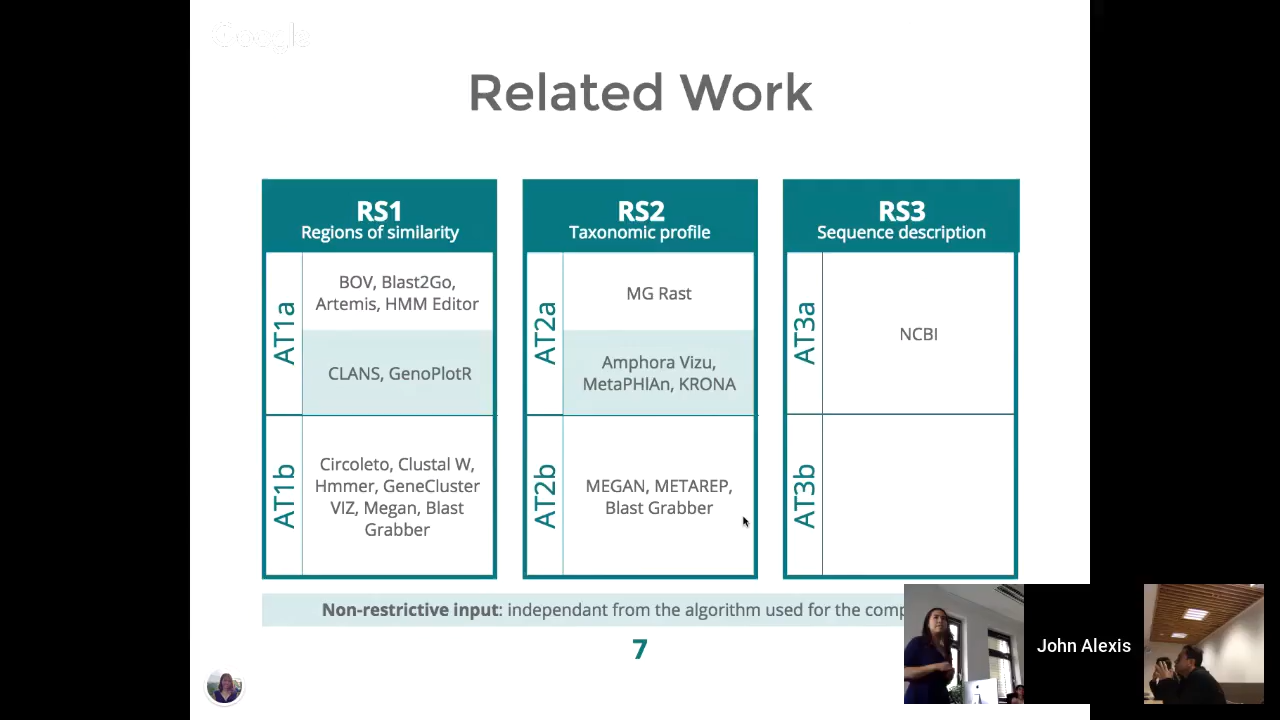 Google
Related Work
RS1
Regions of similarity
AT1a
BOV, Blast2Go,
Artemis, HMM Editor
CLANS, GenoPlotR
AT1b
Circoleto, Clustal W,
Hmmer, GeneCluster
VIZ, Megan, Blast
Grabber
RS2
Taxonomic profile
AT2a
MG Rast
Amphora Vizu,
MetaPHlAn, KRONA
AT2b
MEGAN, METAREP,
Blast Grabber
RS3
Sequence description
AT3a
NCBI
AT3b
Non-restrictive input: independant from the algorithm used for the comp
7
John Alexis